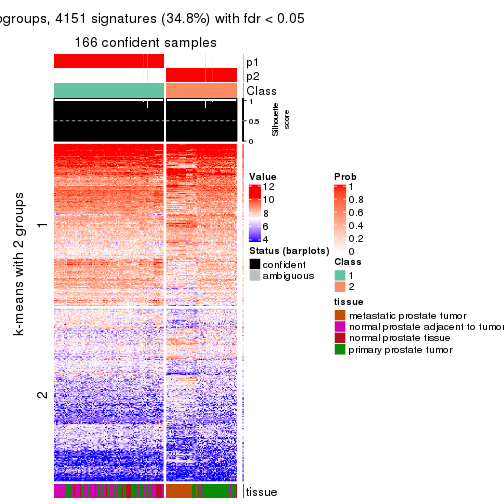 ogroups, 4151 signatures (34.8%) with fdr < 0.05
166 confident samples
p1
p2
Class
1
0.5
0
Silhouette
score
k-means with 2 groups
1
2
tissue
Value
12
10
8
6
4
Status (barplots)
confident
ambiguous
Prob
1
0.8
0.6
0.4
0.2
0
Class
1
2
tissue
metastatic prostate tumor
normal prostate adjacent to tumor
normal prostate tissue
primary prostate tumor